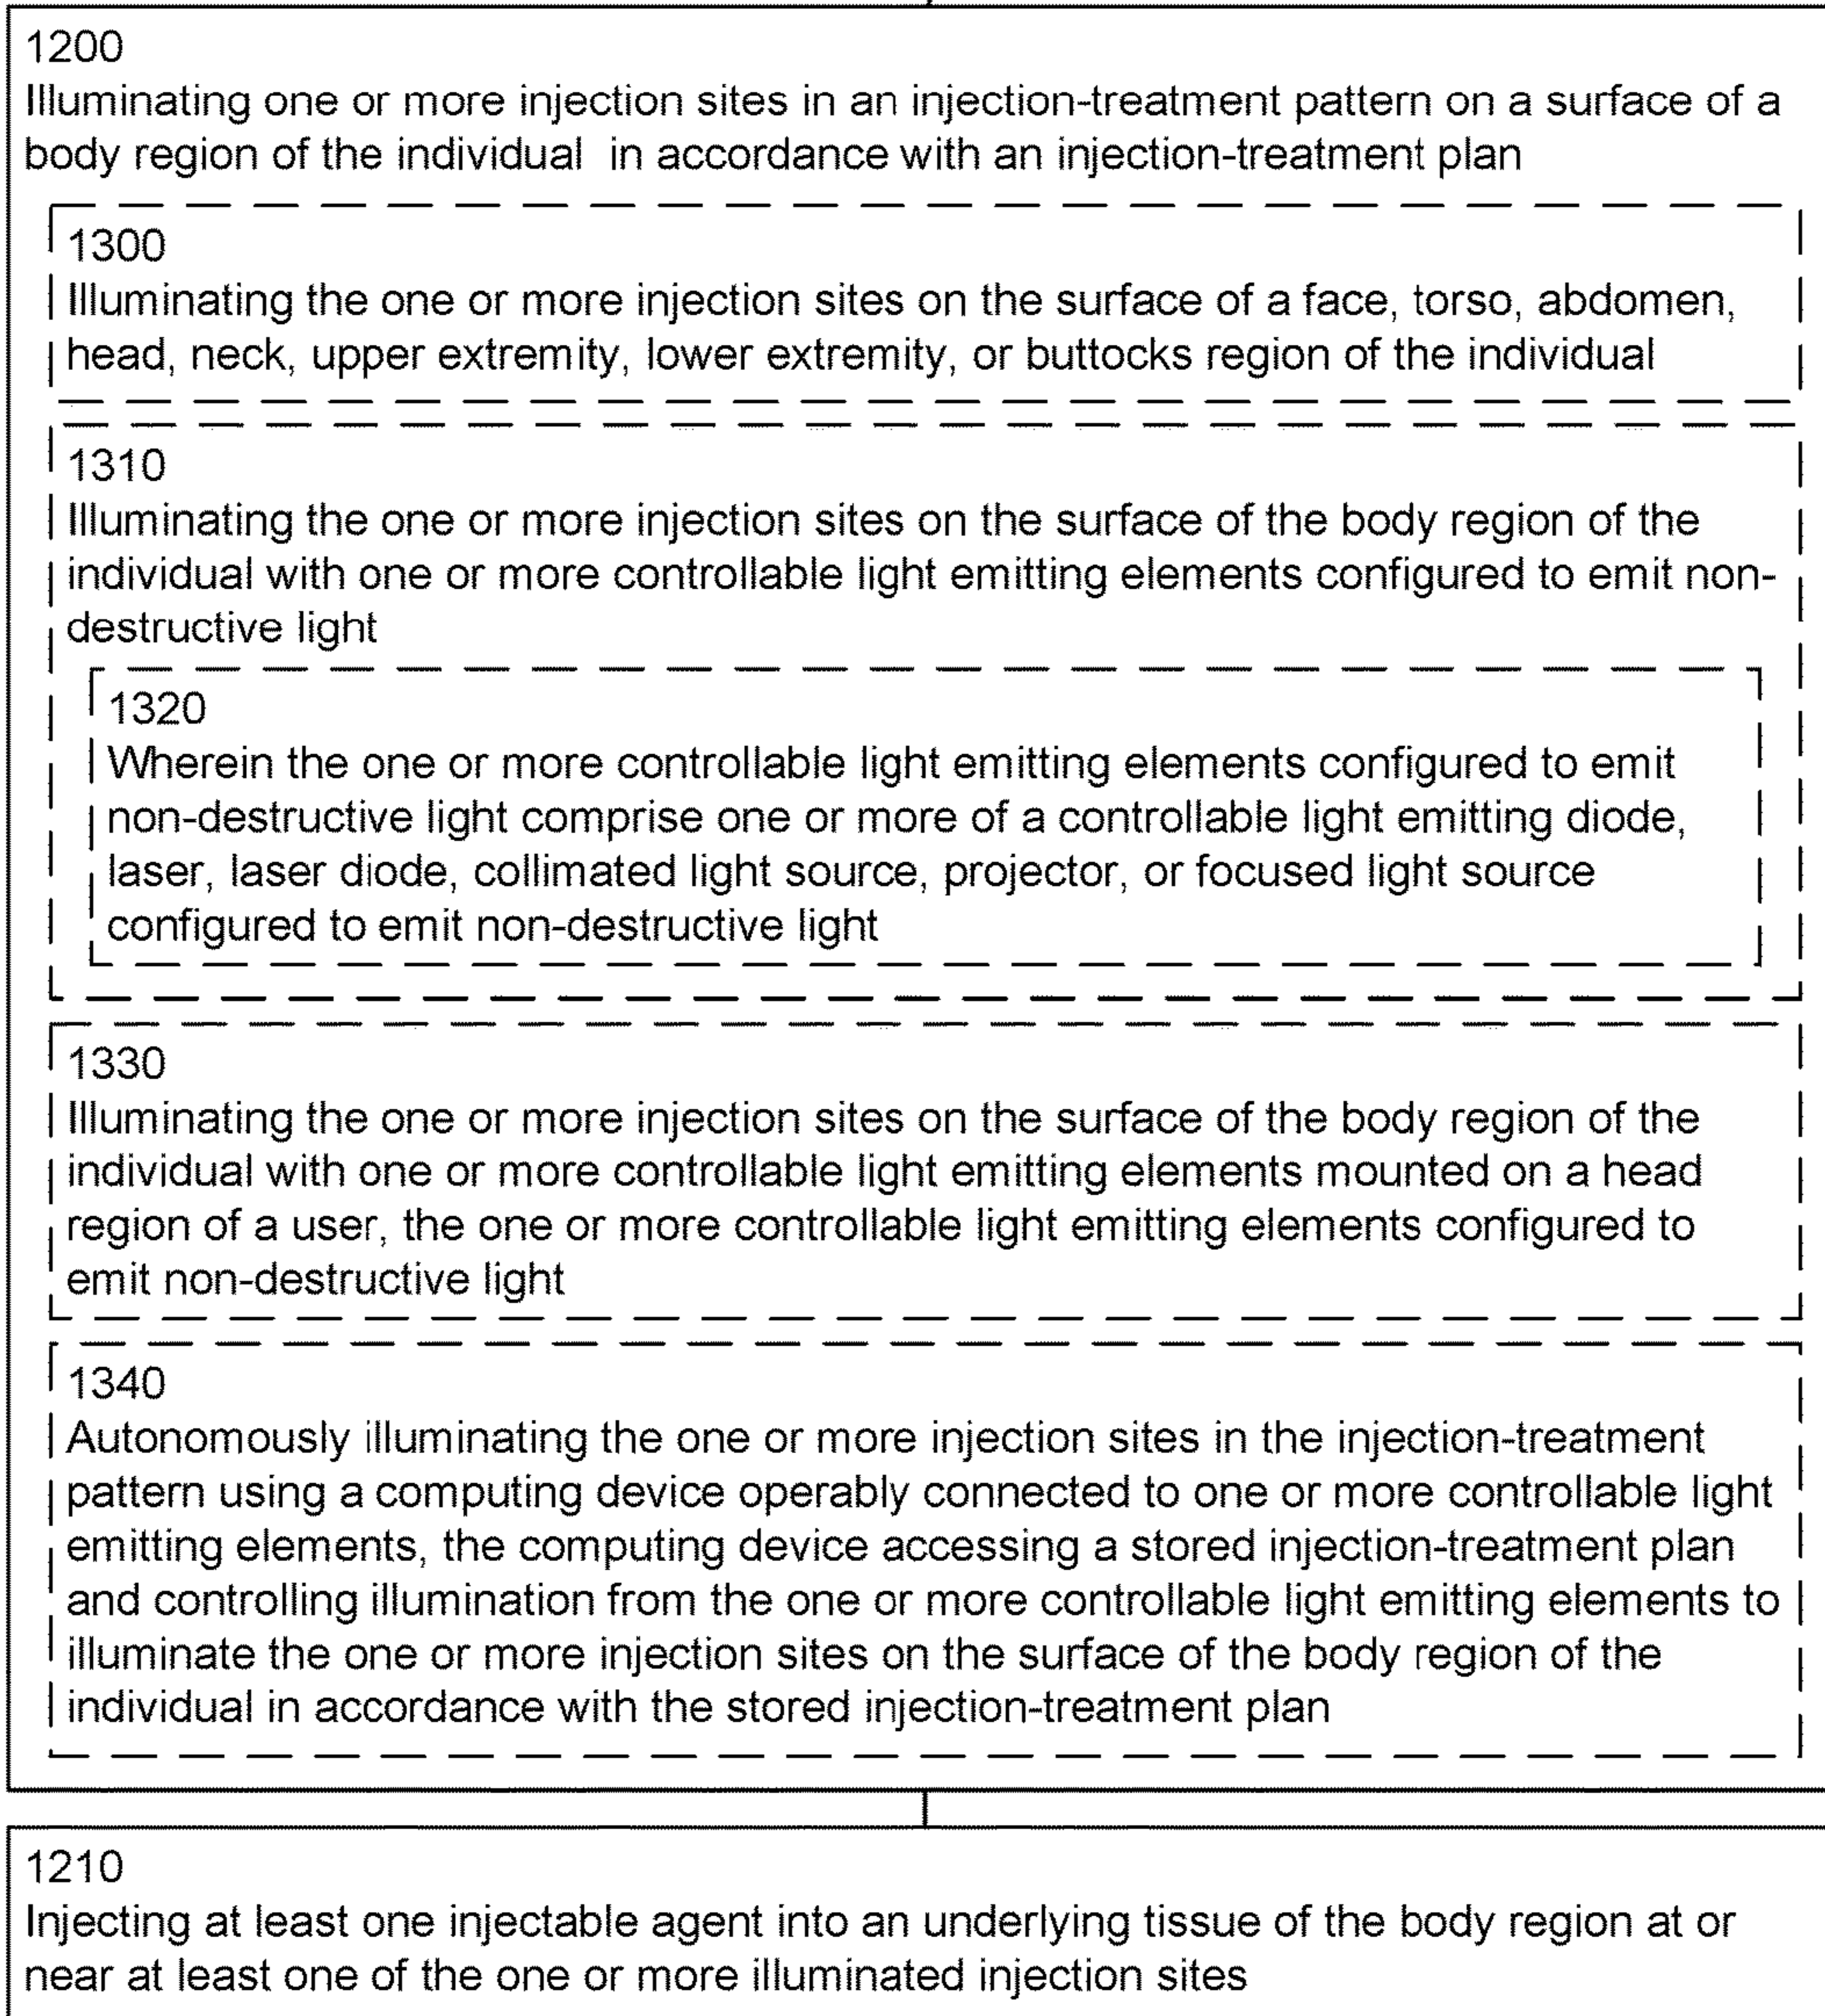 1200
Illuminating one or more injection sites in an injection-treatment pattern on a surface of a
body region of the individual in accordance with an injection-treatment plan
1300
Illuminating the one or more injection sites on the surface of a face, torso, abdomen,
head, neck, upper extremity, lower extremity, or buttocks region of the individual
1310
Illuminating the one or more injection sites on the surface of the body region of the
individual with one or more controllable light emitting elements configured to emit non-
destructive light
1320
Wherein the one or more controllable light emitting elements configured to emit
non-destructive light comprise one or more of a controllable light emitting diode,
laser, laser diode, collimated light source, projector, or focused light source
configured to emit non-destructive light
1330
Illuminating the one or more injection sites on the surface of the body region of the
individual with one or more controllable light emitting elements mounted on a head
region of a user, the one or more controllable light emitting elements configured to
emit non-destructive light
1340
Autonomously illuminating the one or more injection sites in the injection-treatment
pattern using a computing device operably connected to one or more controllable light
emitting elements, the computing device accessing a stored injection-treatment plan
and controlling illumination from the one or more controllable light emitting elements to
illuminate the one or more injection sites on the surface of the body region of the
individual in accordance with the stored injection-treatment plan
1210
Injecting at least one injectable agent into an underlying tissue of the body region at or
near at least one of the one or more illuminated injection sites